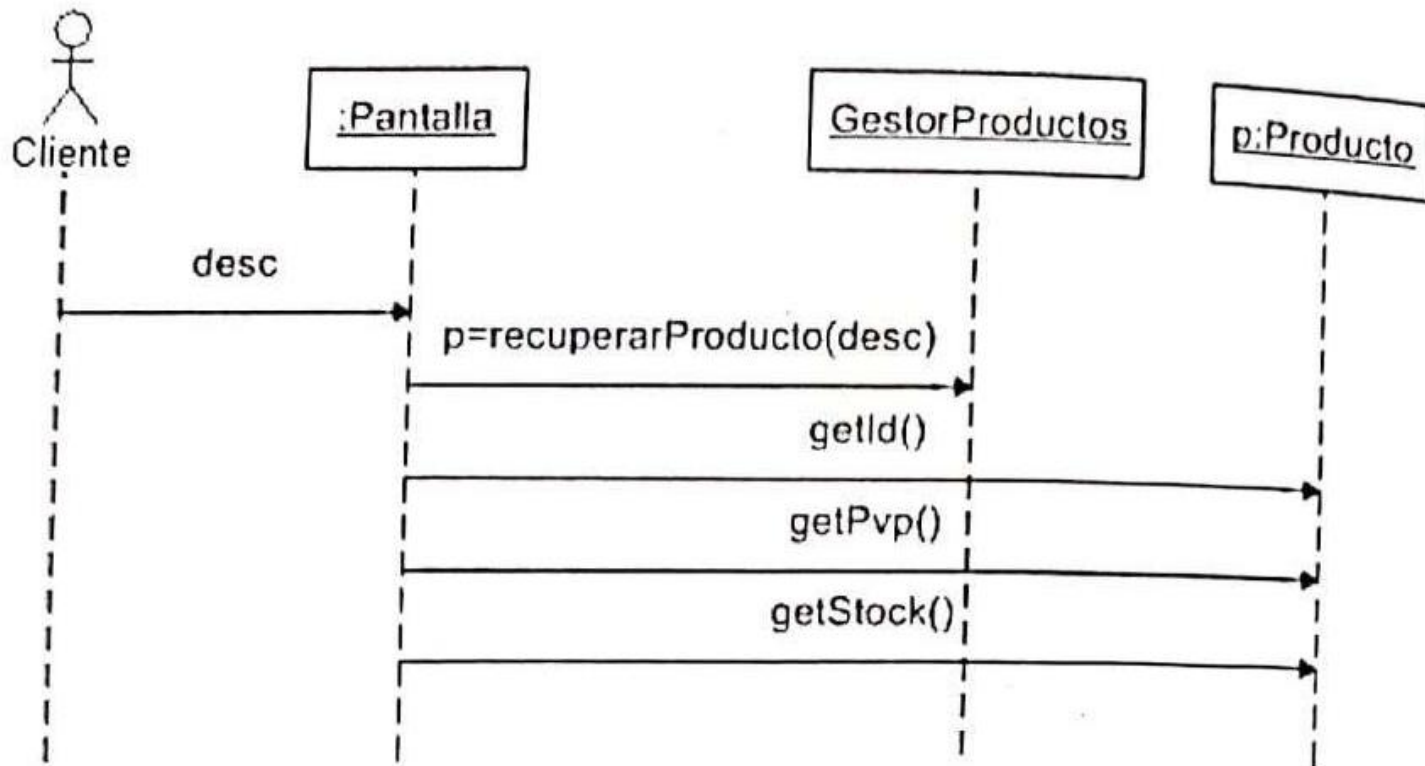 Cliente
:Pantalla
GestorProductos
p:Producto
desc
p=recuperarProducto(desc)
getId()
getPvp()
getStock()